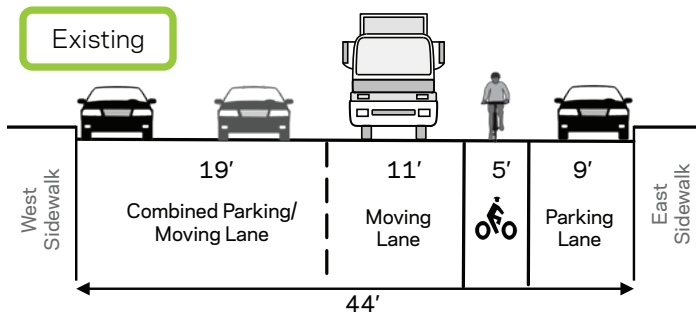 Existing
19′
11′
5′
9′
West
Sidewalk
Combined Parking/
Moving Lane
Moving
Lane
Parking
Lane
East
Sidewalk
44′